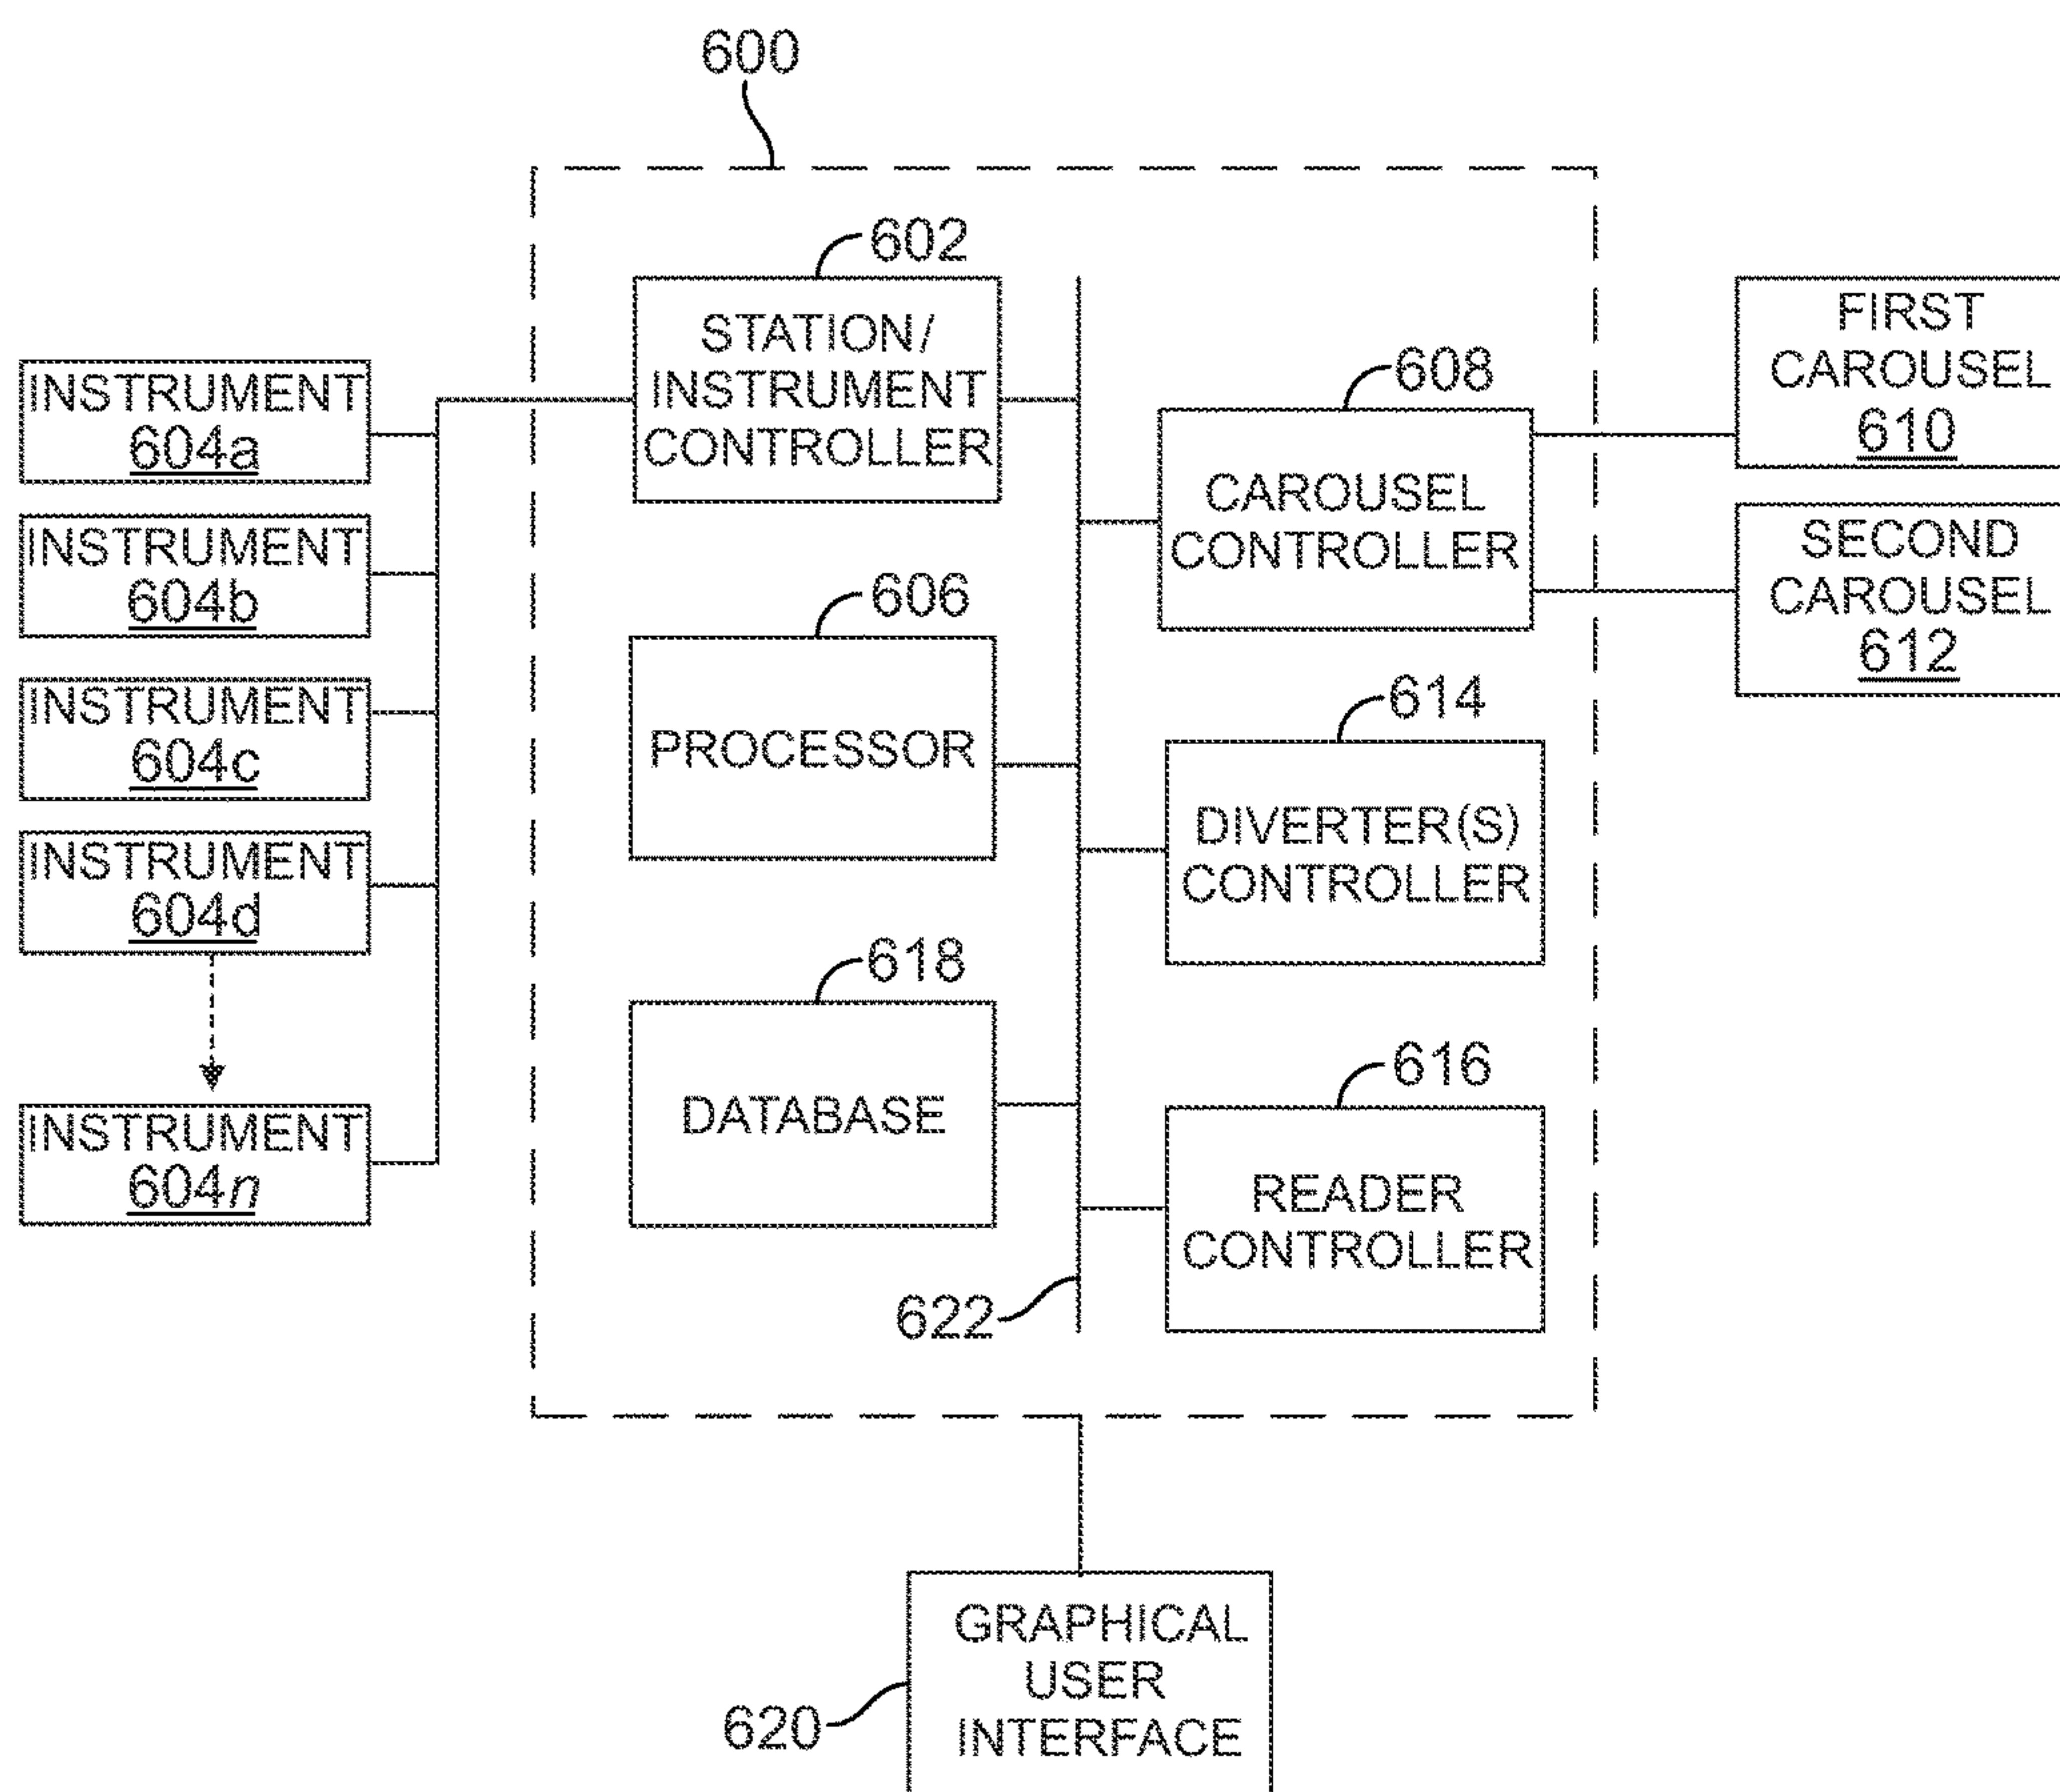 600
602
STATION/
INSTRUMENT
CONTROLLER
INSTRUMENT
604a
INSTRUMENT
604b
INSTRUMENT
604c
INSTRUMENT
604d
INSTRUMENT
604n
606
PROCESSOR
618
DATABASE
608
CAROUSEL
CONTROLLER
614
DIVERTER(S)
CONTROLLER
616
READER
CONTROLLER
622
FIRST
CAROUSEL
610
SECOND
CAROUSEL
612
GRAPHICAL
USER
INTERFACE
620